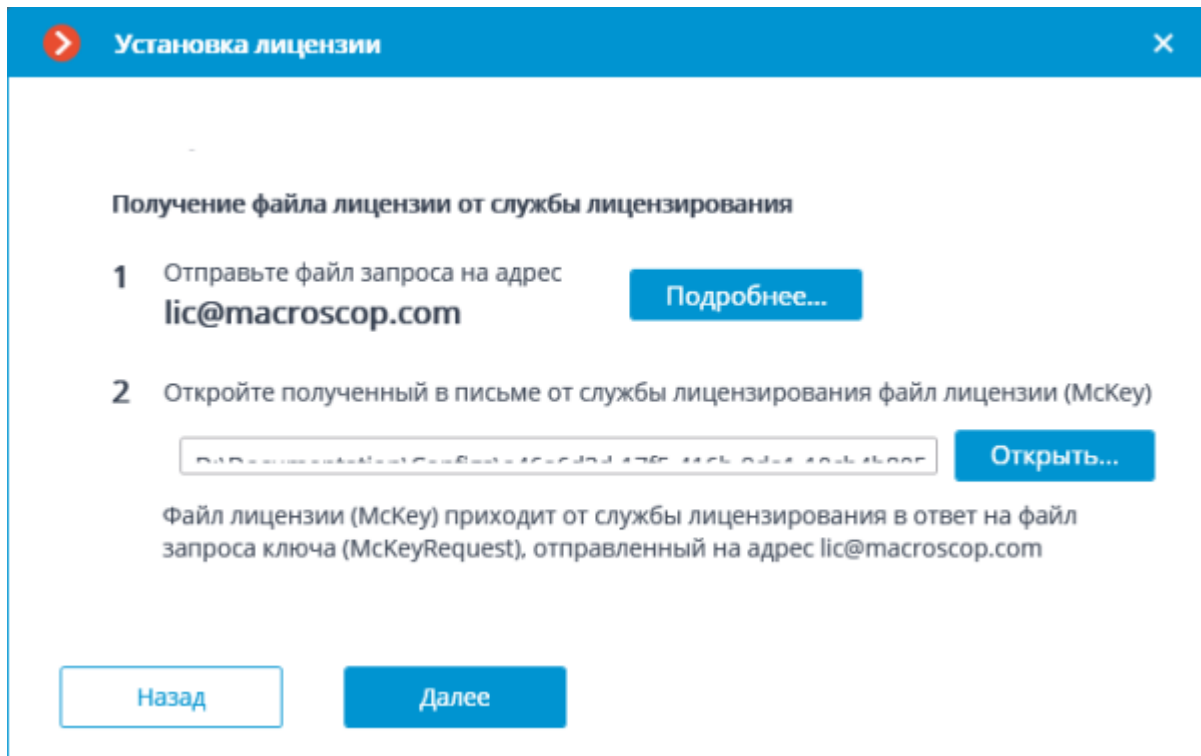 Установка лицензии
Получение файла лицензии от службы лицензирования
1 Отправьте файл запроса на адрес
lic@macroscop.com
Подробнее...
2 Откройте полученный в письме от службы лицензирования файл лицензии (McKey)
Открыть...
Файл лицензии (McKey) приходит от службы лицензирования в ответ на файл
запроса ключа (McKeyRequest), отправленный на адрес lic@macroscop.com
Назад
Далее